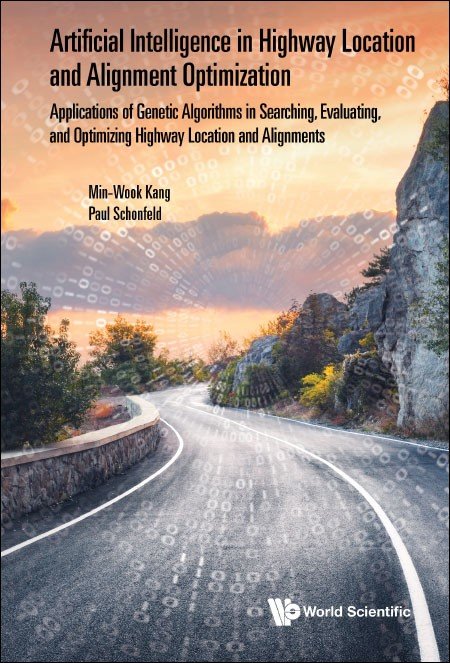 Artificial Intelligence in Highway Location
and Alignment Optimization
Applications of Genetic Algorithms in Searching, Evaluating,
and Optimizing Highway Location and Alignments
Min-Wook Kang
Paul Schonfeld
World Scientific